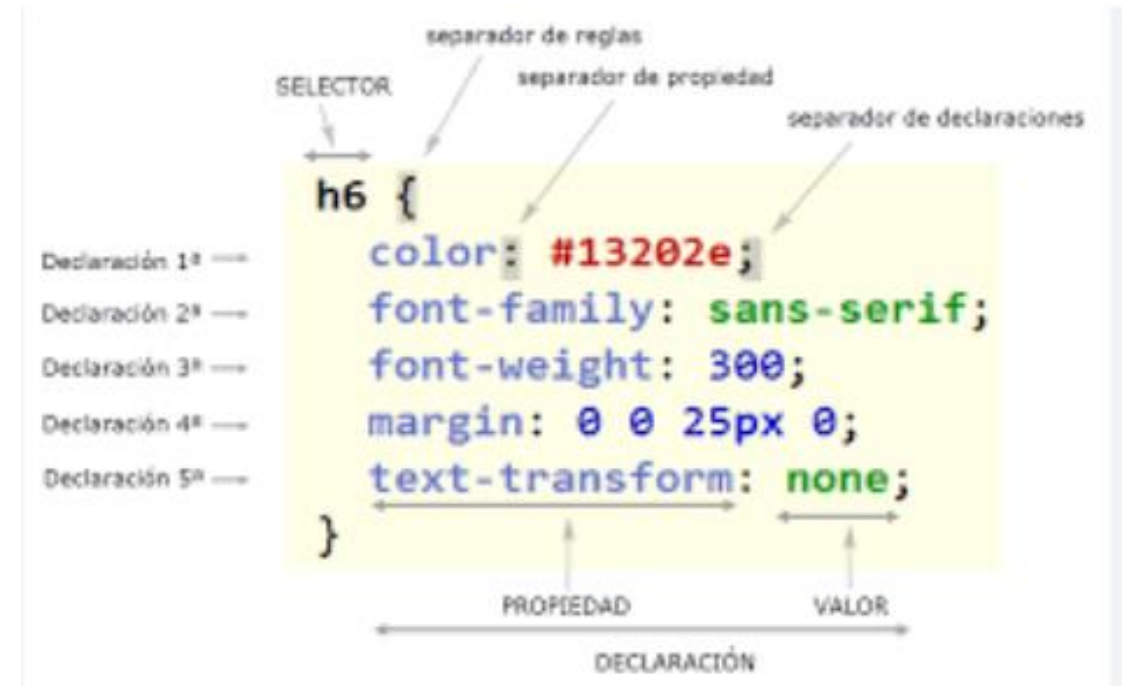 separador de reglas
separador de propiedad
SELECTOR
separador de declaraciones
h6 {
Declaración 1ª color: #13202e;
Declaración 2ª font-family: sans-serif;
Declaración 3ª font-weight: 300;
Declaración 4ª margin: 0 0 25px 0;
Declaración 5ª text-transform: none;
}
PROPIEDAD VALOR
DECLARACIÓN